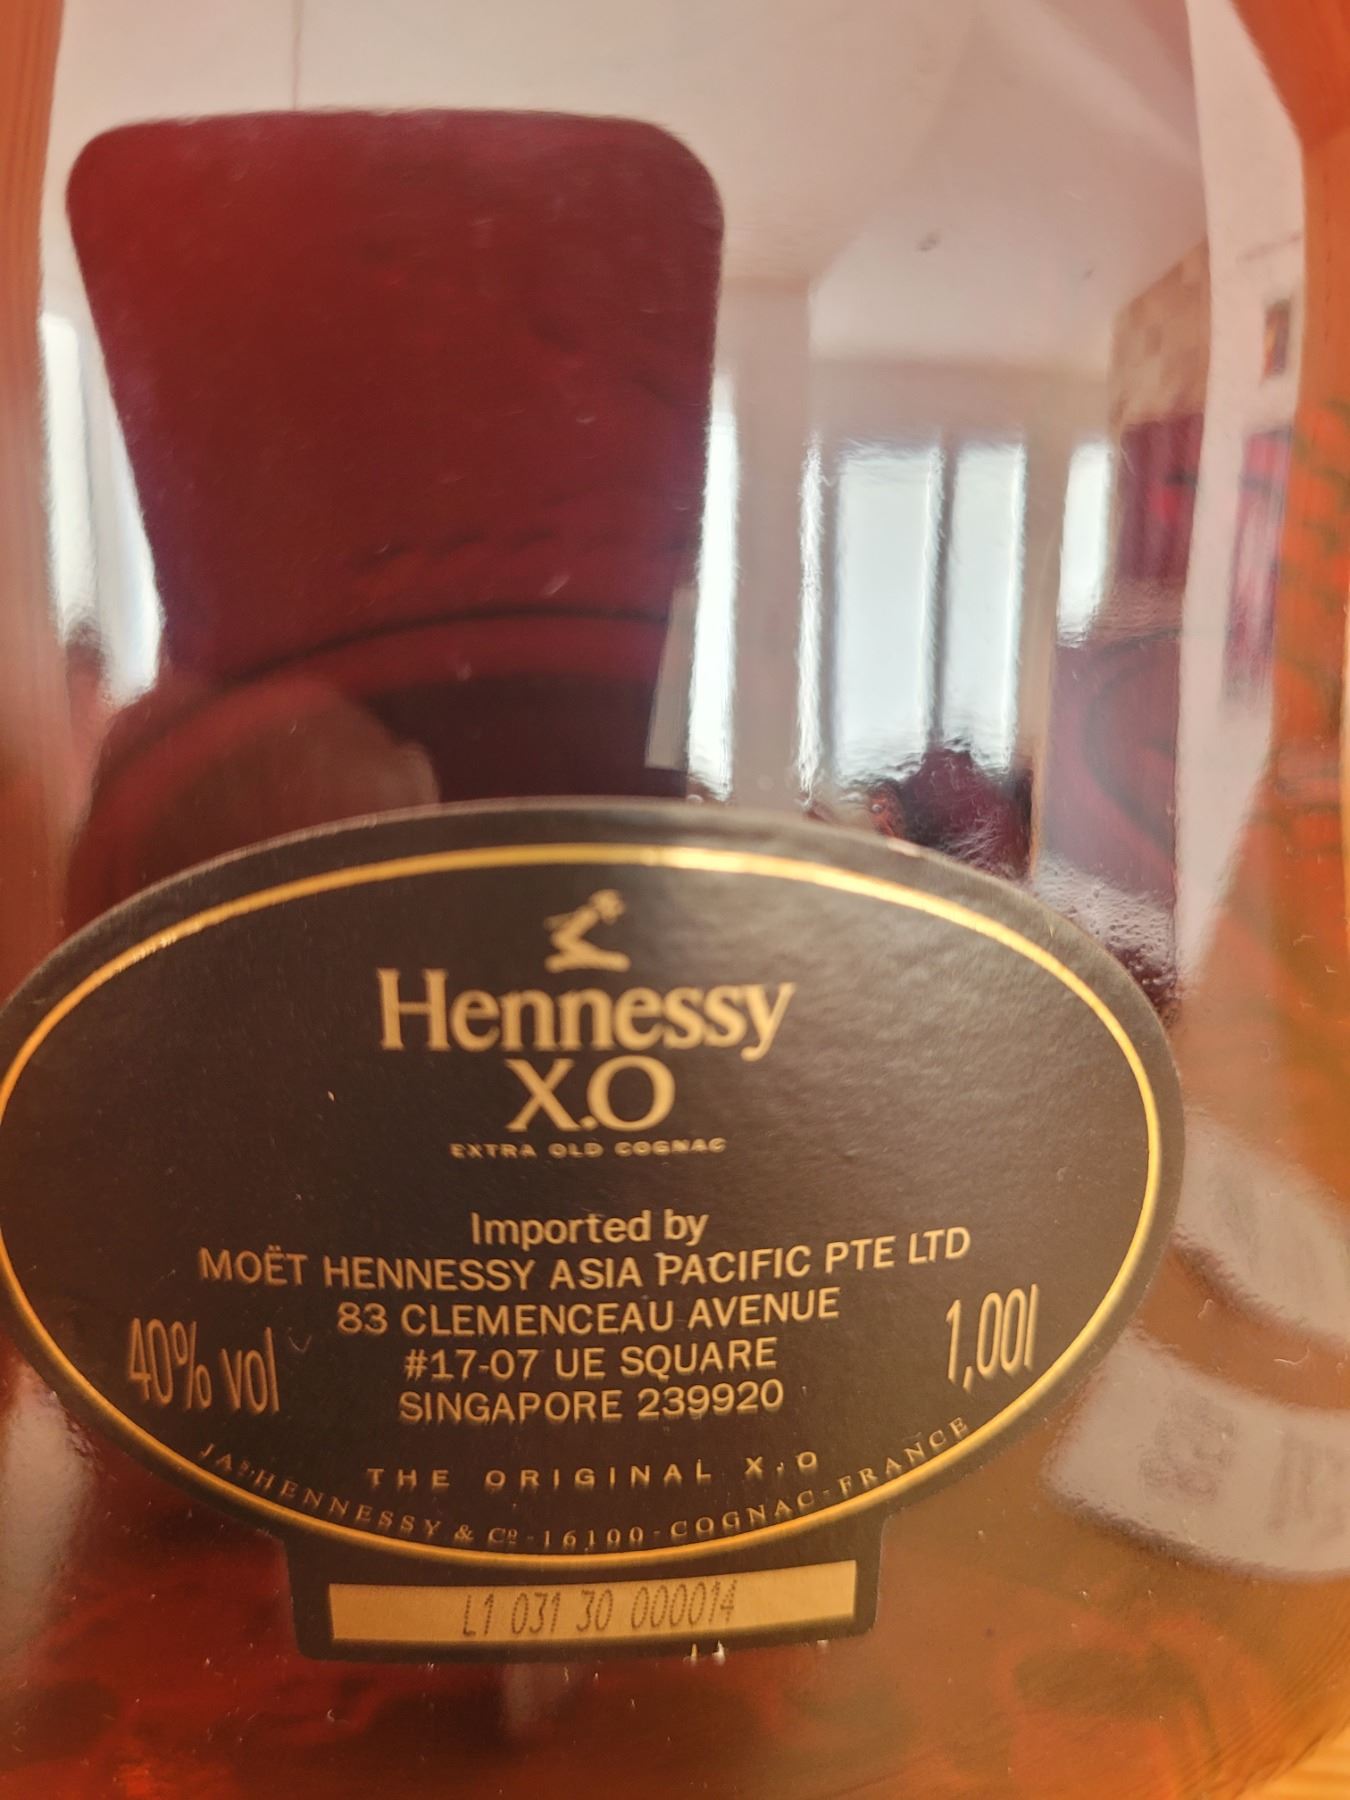 Hennessy
X.O
EXTRA OLD COGNAC
Imported by
MOËT HENNESSY ASIA PACIFIC PTE LTD
83 CLEMENCEAU AVENUE
#17-07 UE SQUARE
SINGAPORE 239920
40% vol
1,00l
THE ORIGINAL X.O
JAS HENNESSY & Cº - 16100 - COGNAC - FRANCE
L1 031 30 000014